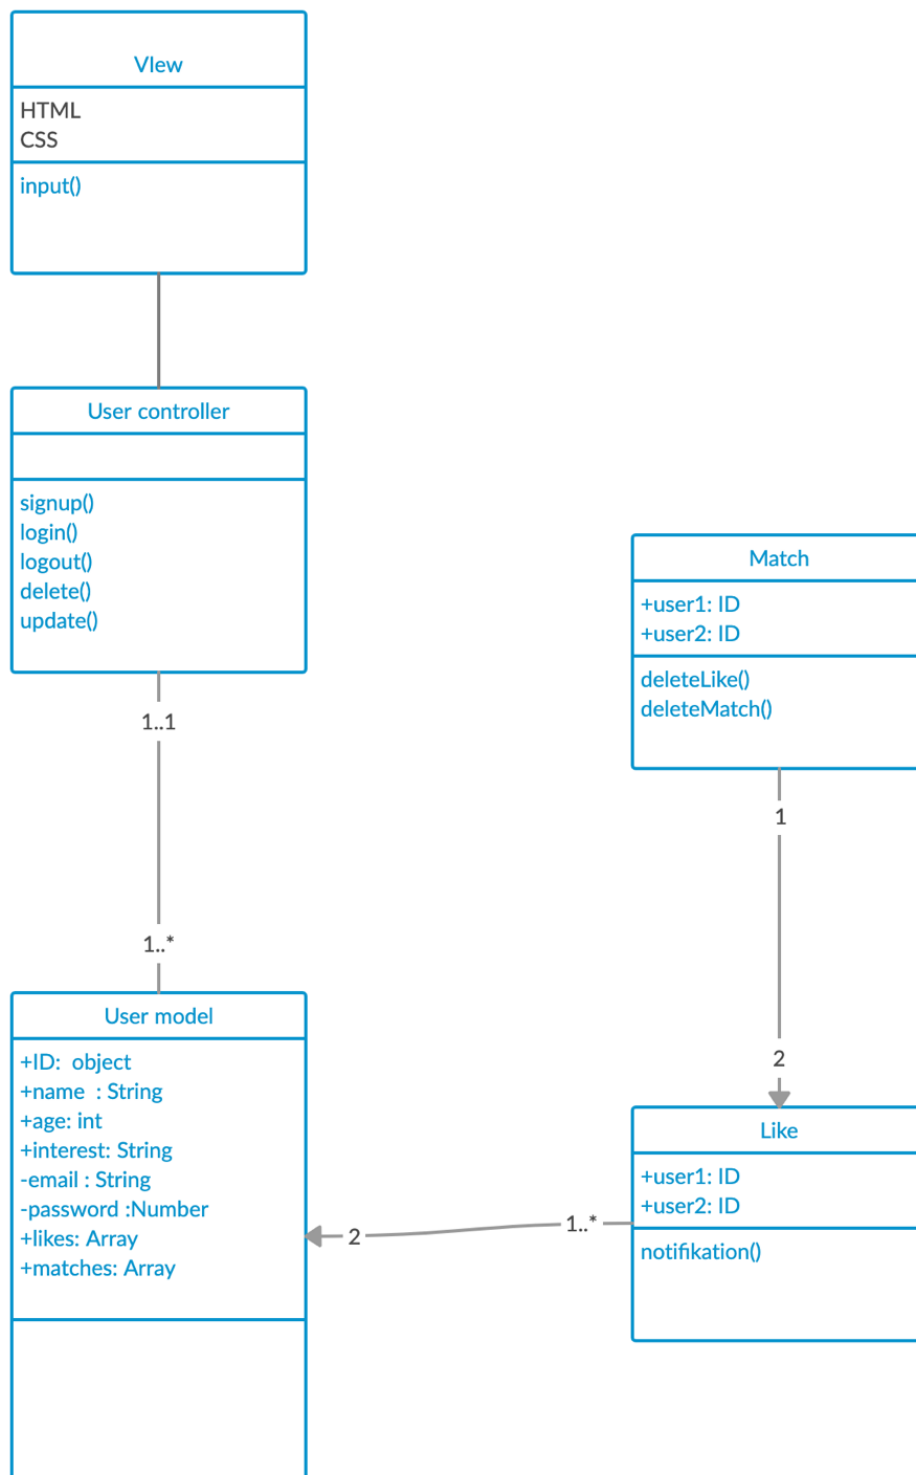 VIew
HTML
CSS
input()
User controller
signup()
login()
logout()
delete()
update()
1..1
1..*
User model
+ID:  object
+name  : String
+age: int
+interest: String
-email : String
-password :Number
+likes: Array
+matches: Array
Match
+user1: ID
+user2: ID
deleteLike()
deleteMatch()
1
2
Like
+user1: ID
+user2: ID
notifikation()
2
1..*